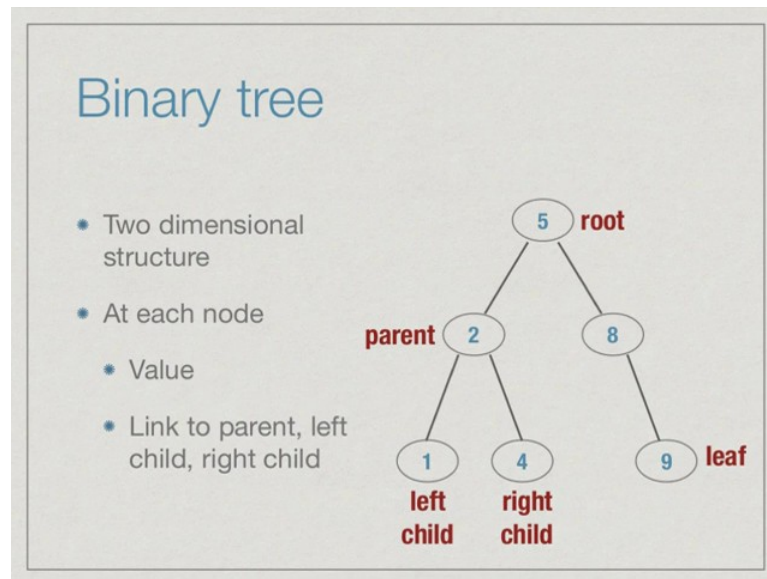 Binary tree
Two dimensional
structure
At each node
Value
Link to parent, left
child, right child
5 root
parent 2 8
1 4 9 leaf
left right
child child